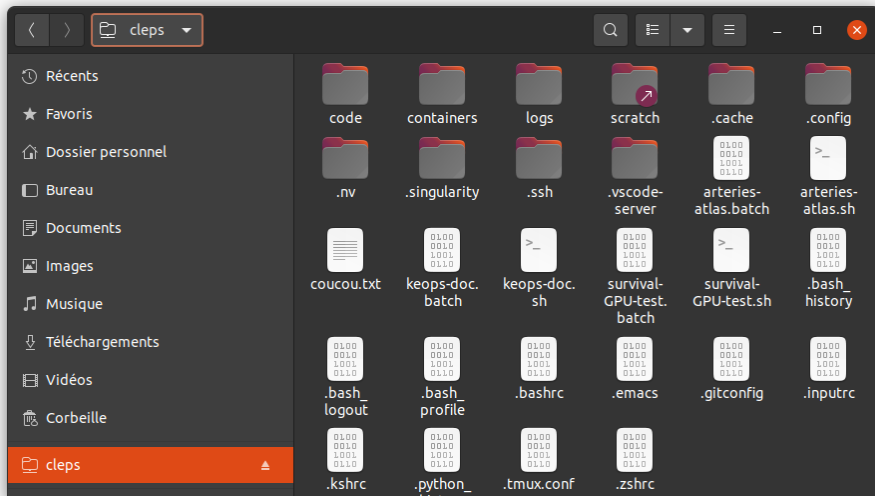 cleps
Récents
Favoris
Dossier personnel
Bureau
Documents
Images
Musique
Téléchargements
Vidéos
Corbeille
cleps
code
containers
logs
scratch
.cache
.config
.nv
.singularity
.ssh
.vscode-
server
arteries-
atlas.batch
arteries-
atlas.sh
coucou.txt
keops-doc.
batch
keops-doc.
sh
survival-
GPU-test.
batch
survival-
GPU-test.sh
.bash_
history
.bash_
logout
.bash_
profile
.bashrc
.emacs
.gitconfig
.inputrc
.kshrc
.python_
.tmux.conf
.zshrc